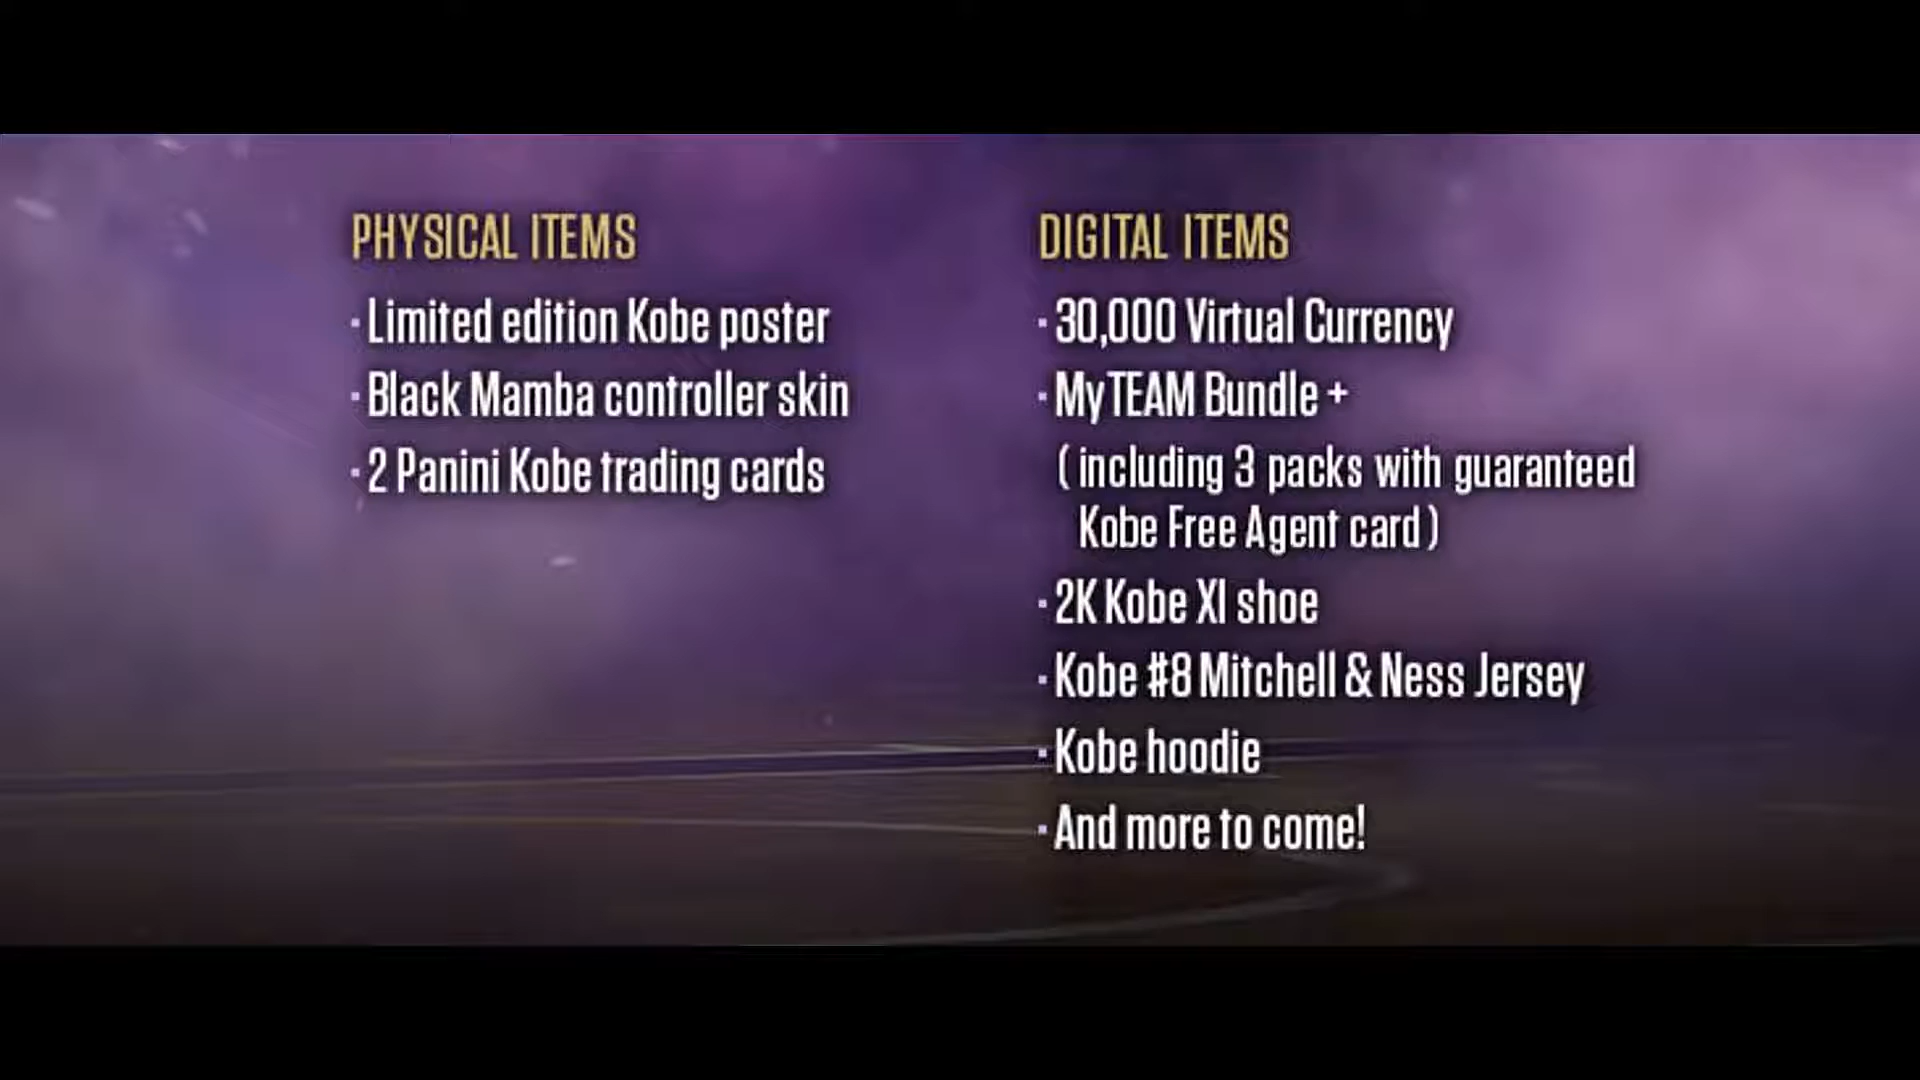 PHYSICAL ITEMS
· Limited edition Kobe poster
· Black Mamba controller skin
· 2 Panini Kobe trading cards
DIGITAL ITEMS
· 30,000 Virtual Currency
· MyTEAM Bundle +
( including 3 packs with guaranteed
Kobe Free Agent card )
· 2K Kobe XI shoe
· Kobe #8 Mitchell & Ness Jersey
· Kobe hoodie
· And more to come!